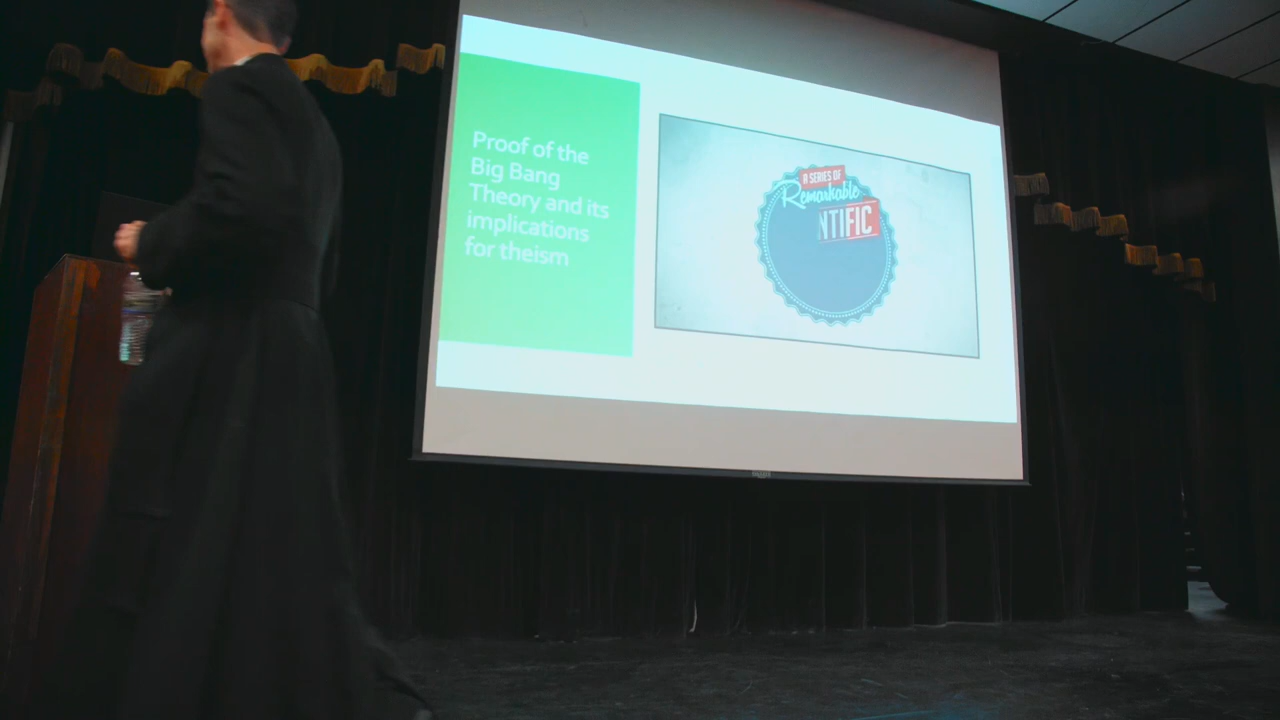 Proof of the
Big Bang
Theory and its
implications
for theism
A SERIES OF
Remarkable
NTIFIC